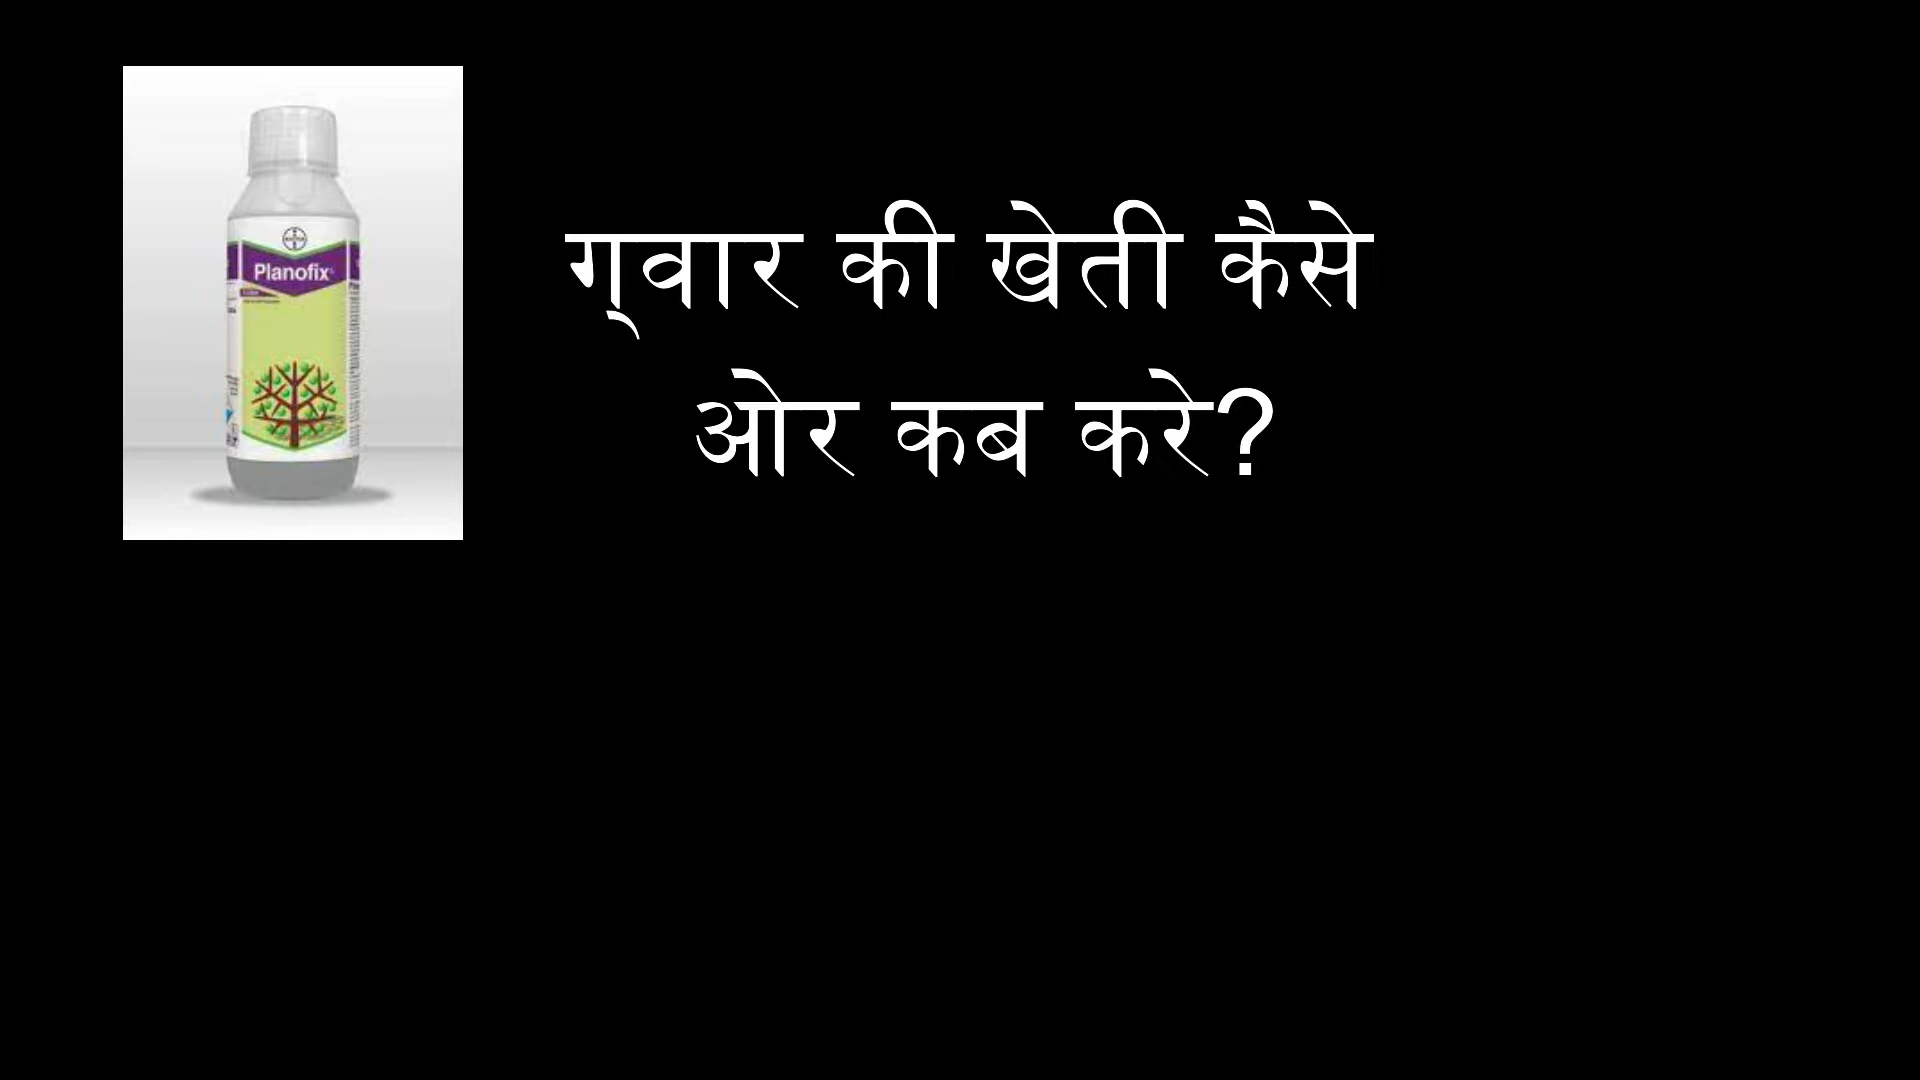 Planofix
ग्वार की खेती कैसे
ओर कब करे?